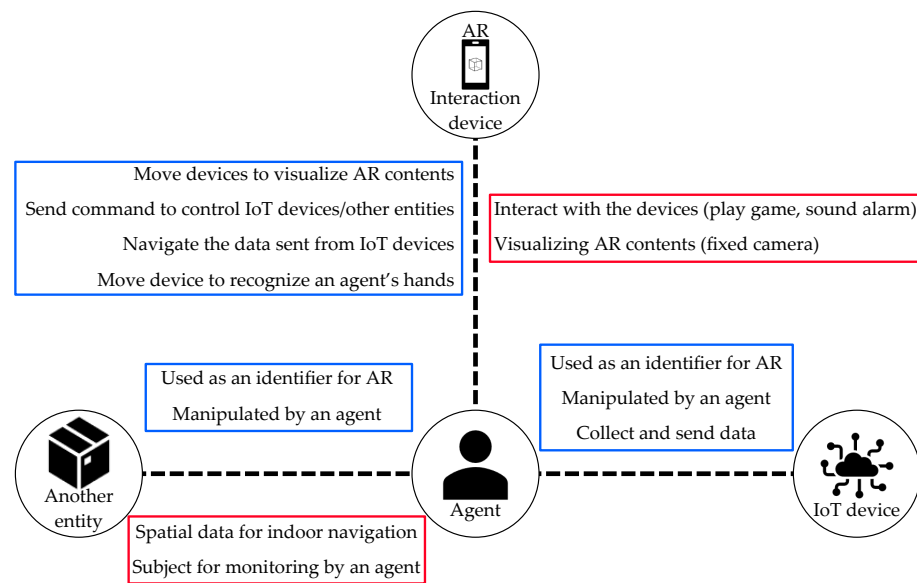 AR
Interaction
device
Move devices to visualize AR contents
Send command to control IoT devices/other entities
Navigate the data sent from IoT devices
Move device to recognize an agent's hands
Interact with the devices (play game, sound alarm)
Visualizing AR contents (fixed camera)
Used as an identifier for AR
Manipulated by an agent
Used as an identifier for AR
Manipulated by an agent
Collect and send data
Another
entity
Agent
IoT device
Spatial data for indoor navigation
Subject for monitoring by an agent